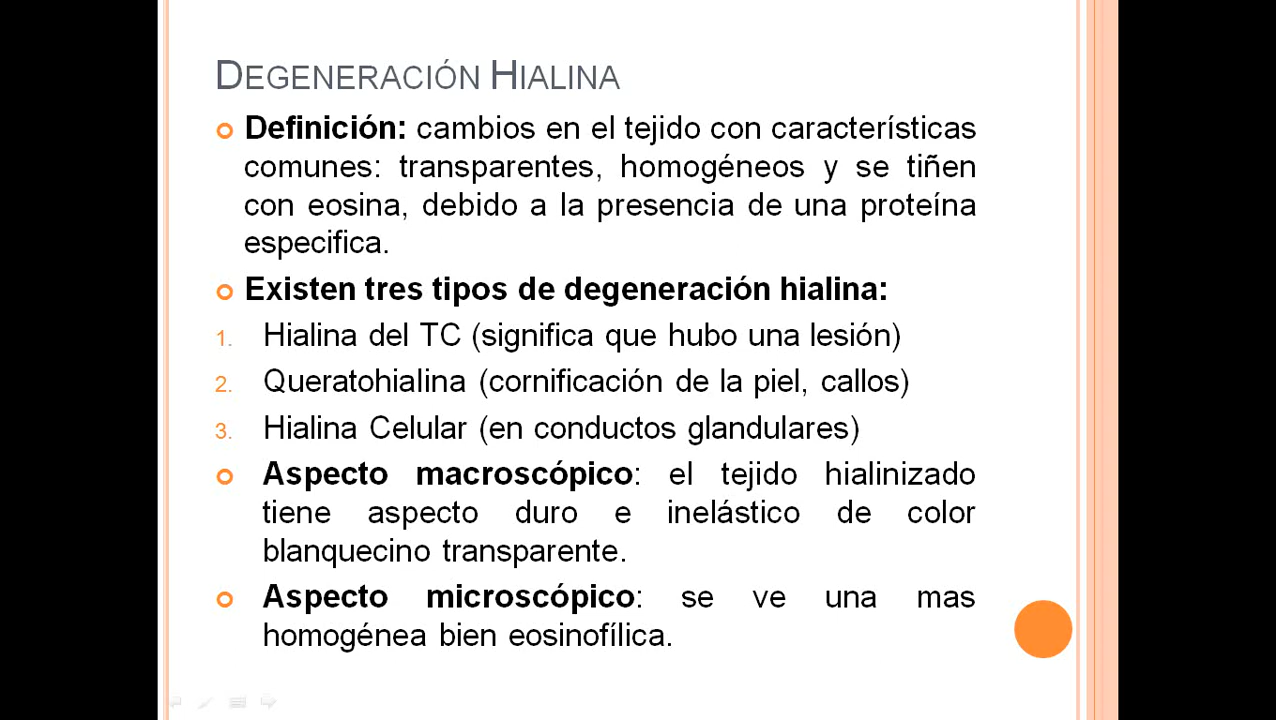 DEGENERACIÓN HIALINA
Definición: cambios en el tejido con características
comunes: transparentes, homogéneos y se tiñen
con eosina, debido a la presencia de una proteína
especifica.
Existen tres tipos de degeneración hialina:
1. Hialina del TC (significa que hubo una lesión)
2. Queratohialina (cornificación de la piel, callos)
3. Hialina Celular (en conductos glandulares)
Aspecto macroscópico: el tejido hialinizado
tiene aspecto duro e inelástico de color
blanquecino transparente.
Aspecto microscópico: se ve una mas
homogénea bien eosinofílica.